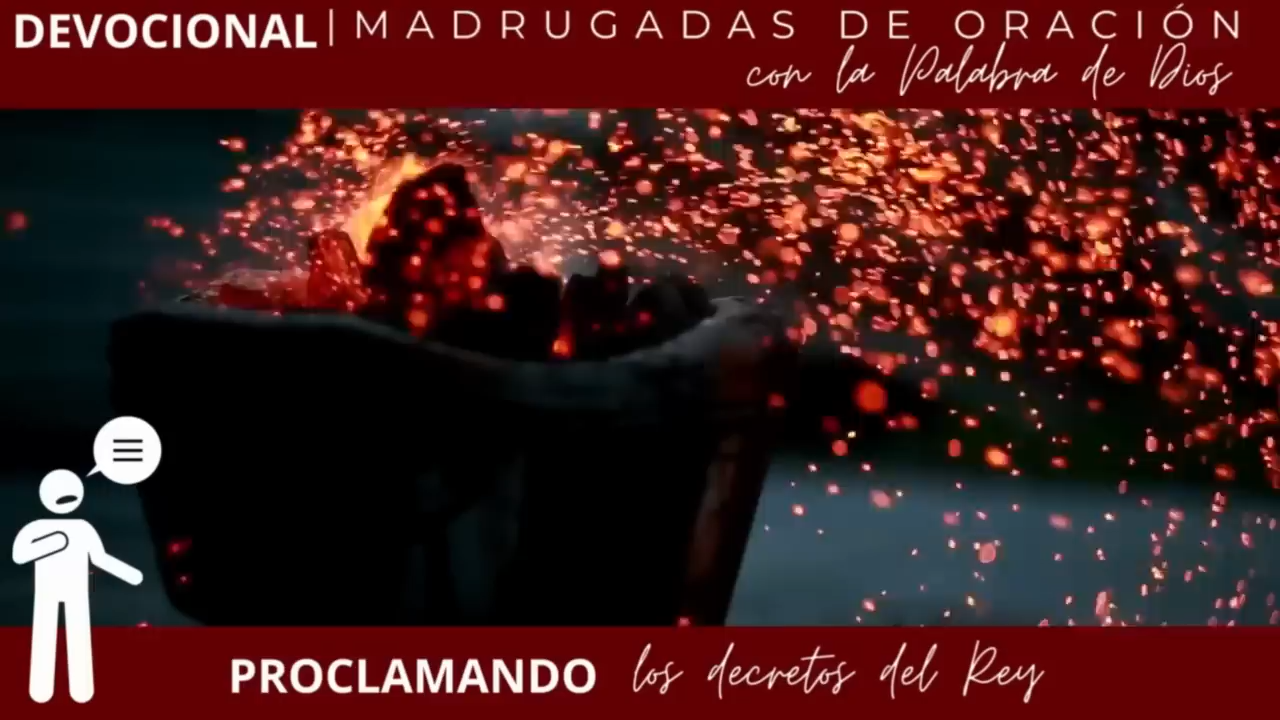 DEVOCIONAL | MADRUGADAS DE ORACIÓN
con la Palabra de Dios
PROCLAMANDO los decretos del Rey